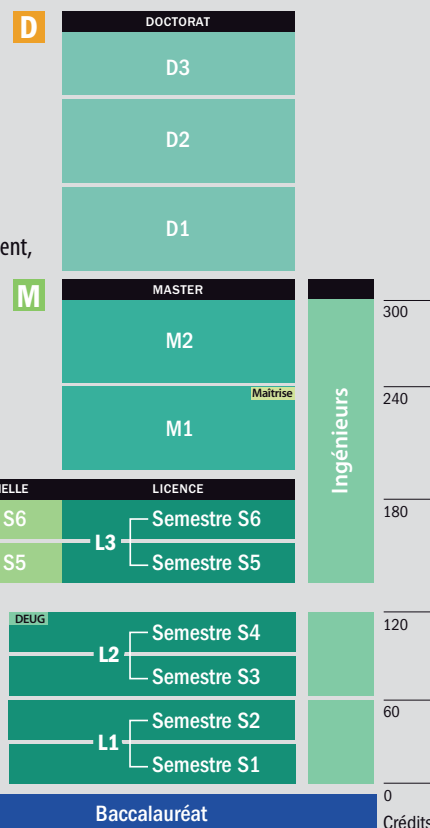 D
DOCTORAT
D3
D2
D1
ent,
M
MASTER
M2
Maîtrise
M1
Ingénieurs
300
240
180
120
60
0
Crédits
ELLE
LICENCE
S6
S5
L3
Semestre S6
Semestre S5
DEUG
L2
Semestre S4
Semestre S3
L1
Semestre S2
Semestre S1
Baccalauréat